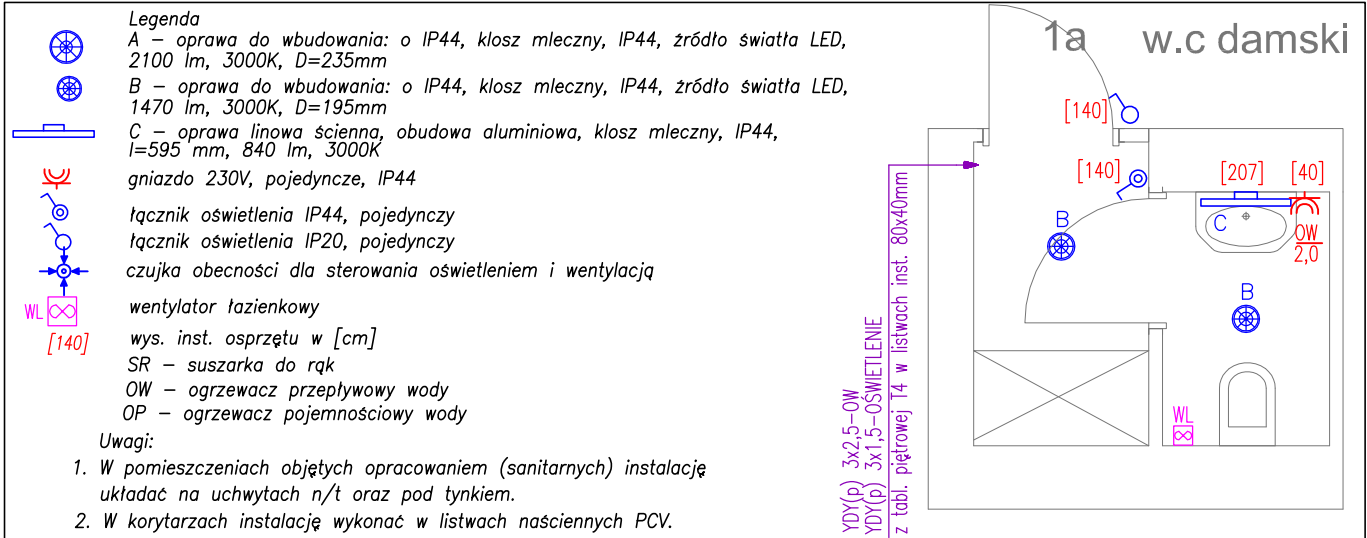 Legenda
A – oprawa do wbudowania: o IP44, klosz mleczny, IP44, źródło światła LED,
2100 lm, 3000K, D=235mm
B – oprawa do wbudowania: o IP44, klosz mleczny, IP44, źródło światła LED,
1470 lm, 3000K, D=195mm
C – oprawa linowa ścienna, obudowa aluminiowa, klosz mleczny, IP44,
l=595 mm, 840 lm, 3000K
gniazdo 230V, pojedyncze, IP44
łącznik oświetlenia IP44, pojedynczy
łącznik oświetlenia IP20, pojedynczy
czujka obecności dla sterowania oświetleniem i wentylacją
WL wentylator łazienkowy
[140] wys. inst. osprzętu w [cm]
SR – suszarka do rąk
OW – ogrzewacz przepływowy wody
OP – ogrzewacz pojemnościowy wody
Uwagi:
1. W pomieszczeniach objętych opracowaniem (sanitarnych) instalację
układać na uchwytach n/t oraz pod tynkiem.
2. W korytarzach instalację wykonać w listwach naściennych PCV.
YDY(p) 3x2,5–OW
YDY(p) 3x1,5–OŚWIETLENIE
z tabl. piętrowej T4 w listwach inst. 80x40mm
1a w.c damski
[140]
[140]
[207] [40]
C
OW
2,0
B
B
WL